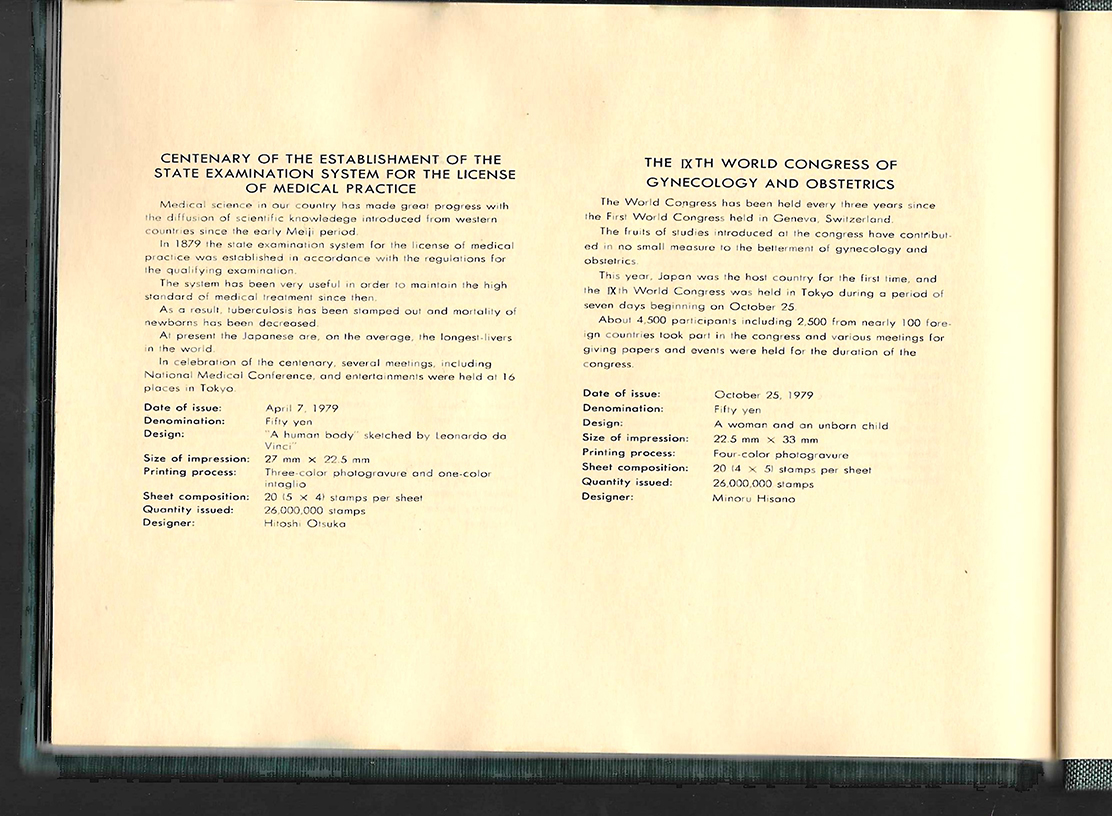 CENTENARY OF THE ESTABLISHMENT OF THE
STATE EXAMINATION SYSTEM FOR THE LICENSE
OF MEDICAL PRACTICE
Medical science in our country has made great progress with
the diffusion of scientific knowledege introduced from western
countries since the early Meiji period.
In 1879 the state examination system for the license of medical
practice was established in accordance with the regulations for
the qualifying examination.
The system has been very useful in order to maintain the high
standard of medical treatment since then.
As a result, tuberculosis has been stamped out and mortality of
newborns has been decreased.
At present the Japanese are, on the average, the longest-livers
in the world.
In celebration of the centenary, several meetings, including
National Medical Conference, and entertainments were held at 16
places in Tokyo.
Date of issue: April 7, 1979
Denomination: Fifty yen
Design: "A human body" sketched by Leonardo da
Vinci"
Size of impression: 27 mm × 22.5 mm
Printing process: Three-color photogravure and one-color
intaglio
Sheet composition: 20 (5 × 4) stamps per sheet
Quantity issued: 26,000,000 stamps
Designer: Hitoshi Otsuka
THE IXTH WORLD CONGRESS OF
GYNECOLOGY AND OBSTETRICS
The World Congress has been held every three years since
the First World Congress held in Geneva, Switzerland.
The fruits of studies introduced at the congress have contribut-
ed in no small measure to the betterment of gynecology and
obstetrics.
This year, Japan was the host country for the first time, and
the IXth World Congress was held in Tokyo during a period of
seven days beginning on October 25.
About 4,500 participants including 2,500 from nearly 100 fore-
ign countries took part in the congress and various meetings for
giving papers and events were held for the duration of the
congress.
Date of issue: October 25, 1979
Denomination: Fifty yen
Design: A woman and an unborn child
Size of impression: 22.5 mm × 33 mm
Printing process: Four-color photogravure
Sheet composition: 20 (4 × 5) stamps per sheet
Quantity issued: 26,000,000 stamps
Designer: Minoru Hisano